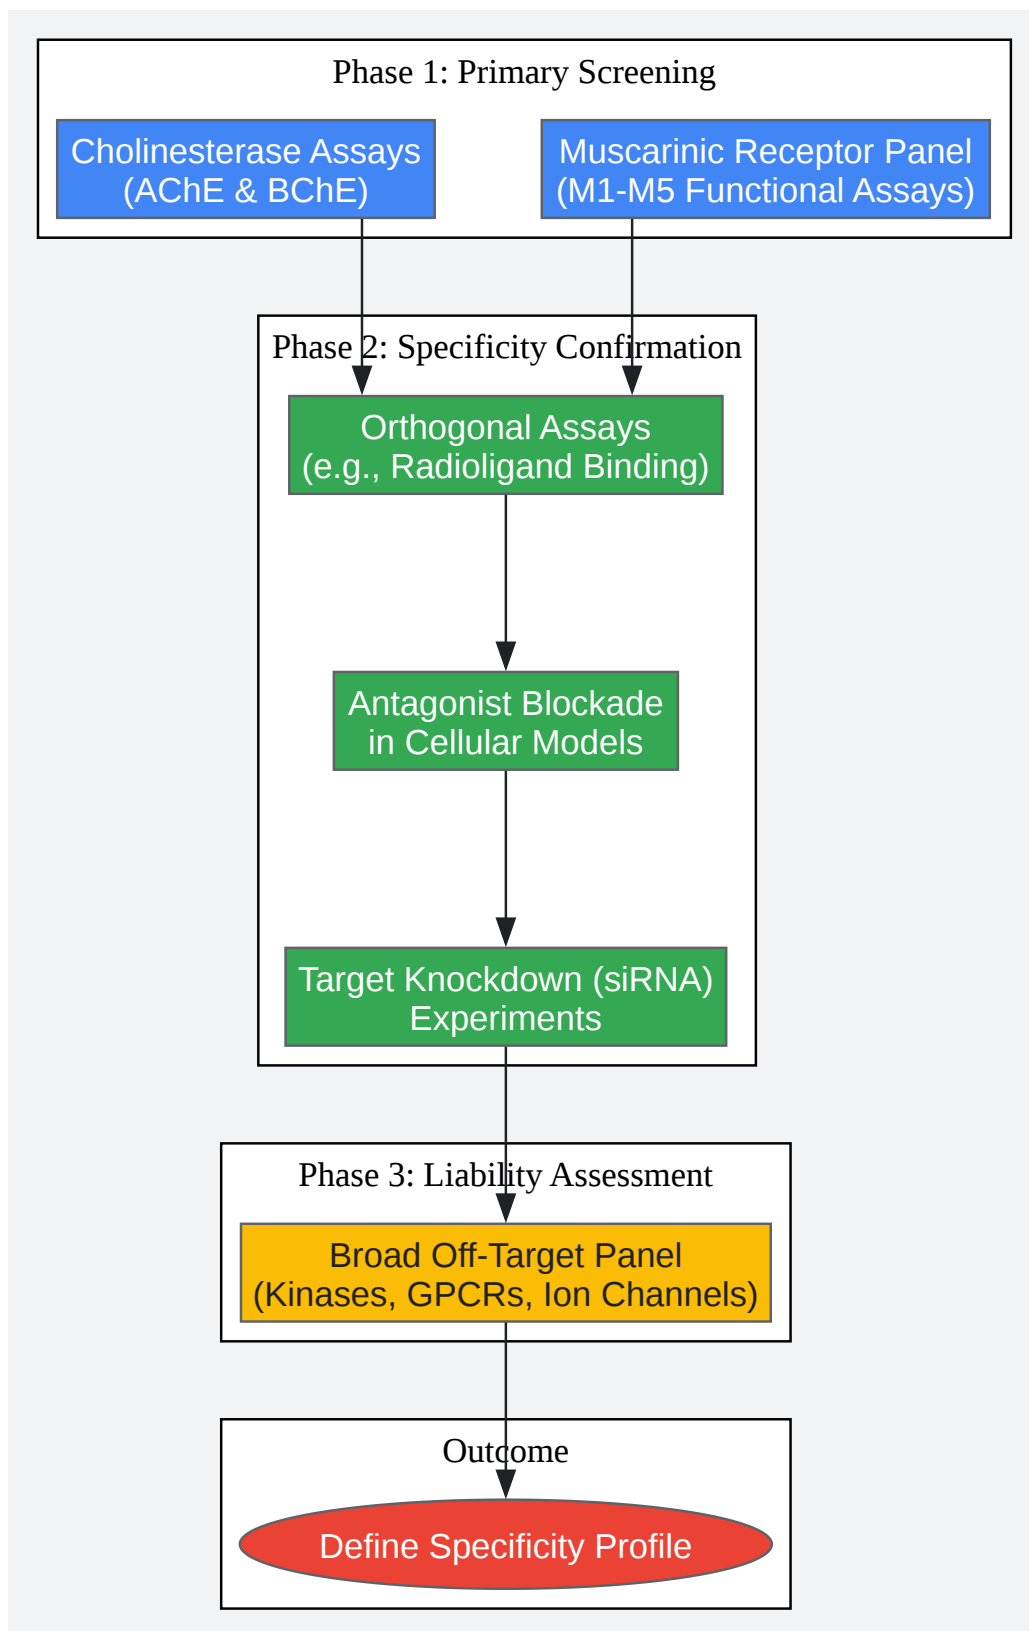 Phase 1: Primary Screening
Cholinesterase Assays
(AChE & BChE)
Muscarinic Receptor Panel
(M1-M5 Functional Assays)
Phase 2: Specificity Confirmation
Orthogonal Assays
(e.g., Radioligand Binding)
Antagonist Blockade
in Cellular Models
Target Knockdown (siRNA)
Experiments
Phase 3: Liability Assessment
Broad Off-Target Panel
(Kinases, GPCRs, Ion Channels)
Outcome
Define Specificity Profile